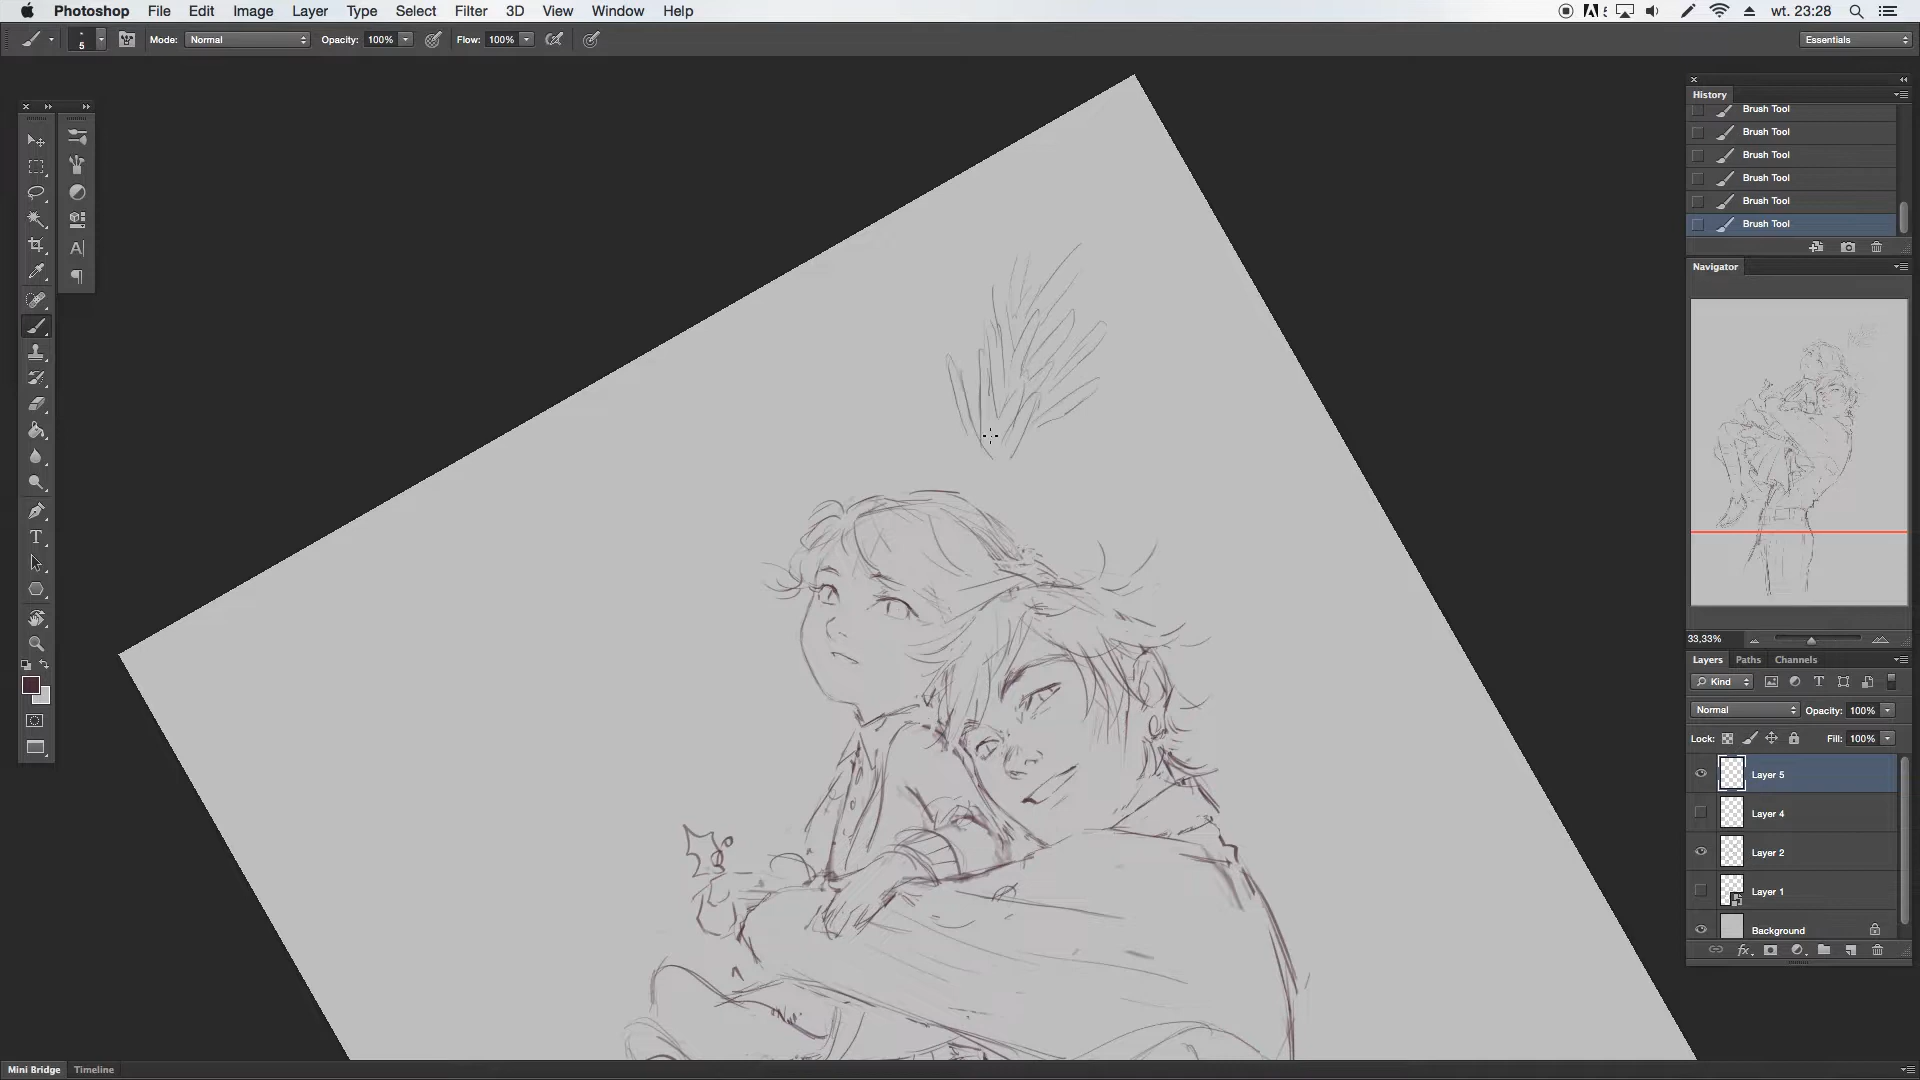 Photoshop File Edit Image Layer Type Select Filter 3D View Window Help wt. 23:28
5 Mode: Normal Opacity: 100% Flow: 100% Essentials
History
Brush Tool
Brush Tool
Brush Tool
Brush Tool
Brush Tool
Brush Tool
Navigator
33,33%
Layers Paths Channels
Kind
Normal Opacity: 100%
Lock: Fill: 100%
Layer 5
Layer 4
Layer 2
Layer 1
Background
Mini Bridge Timeline